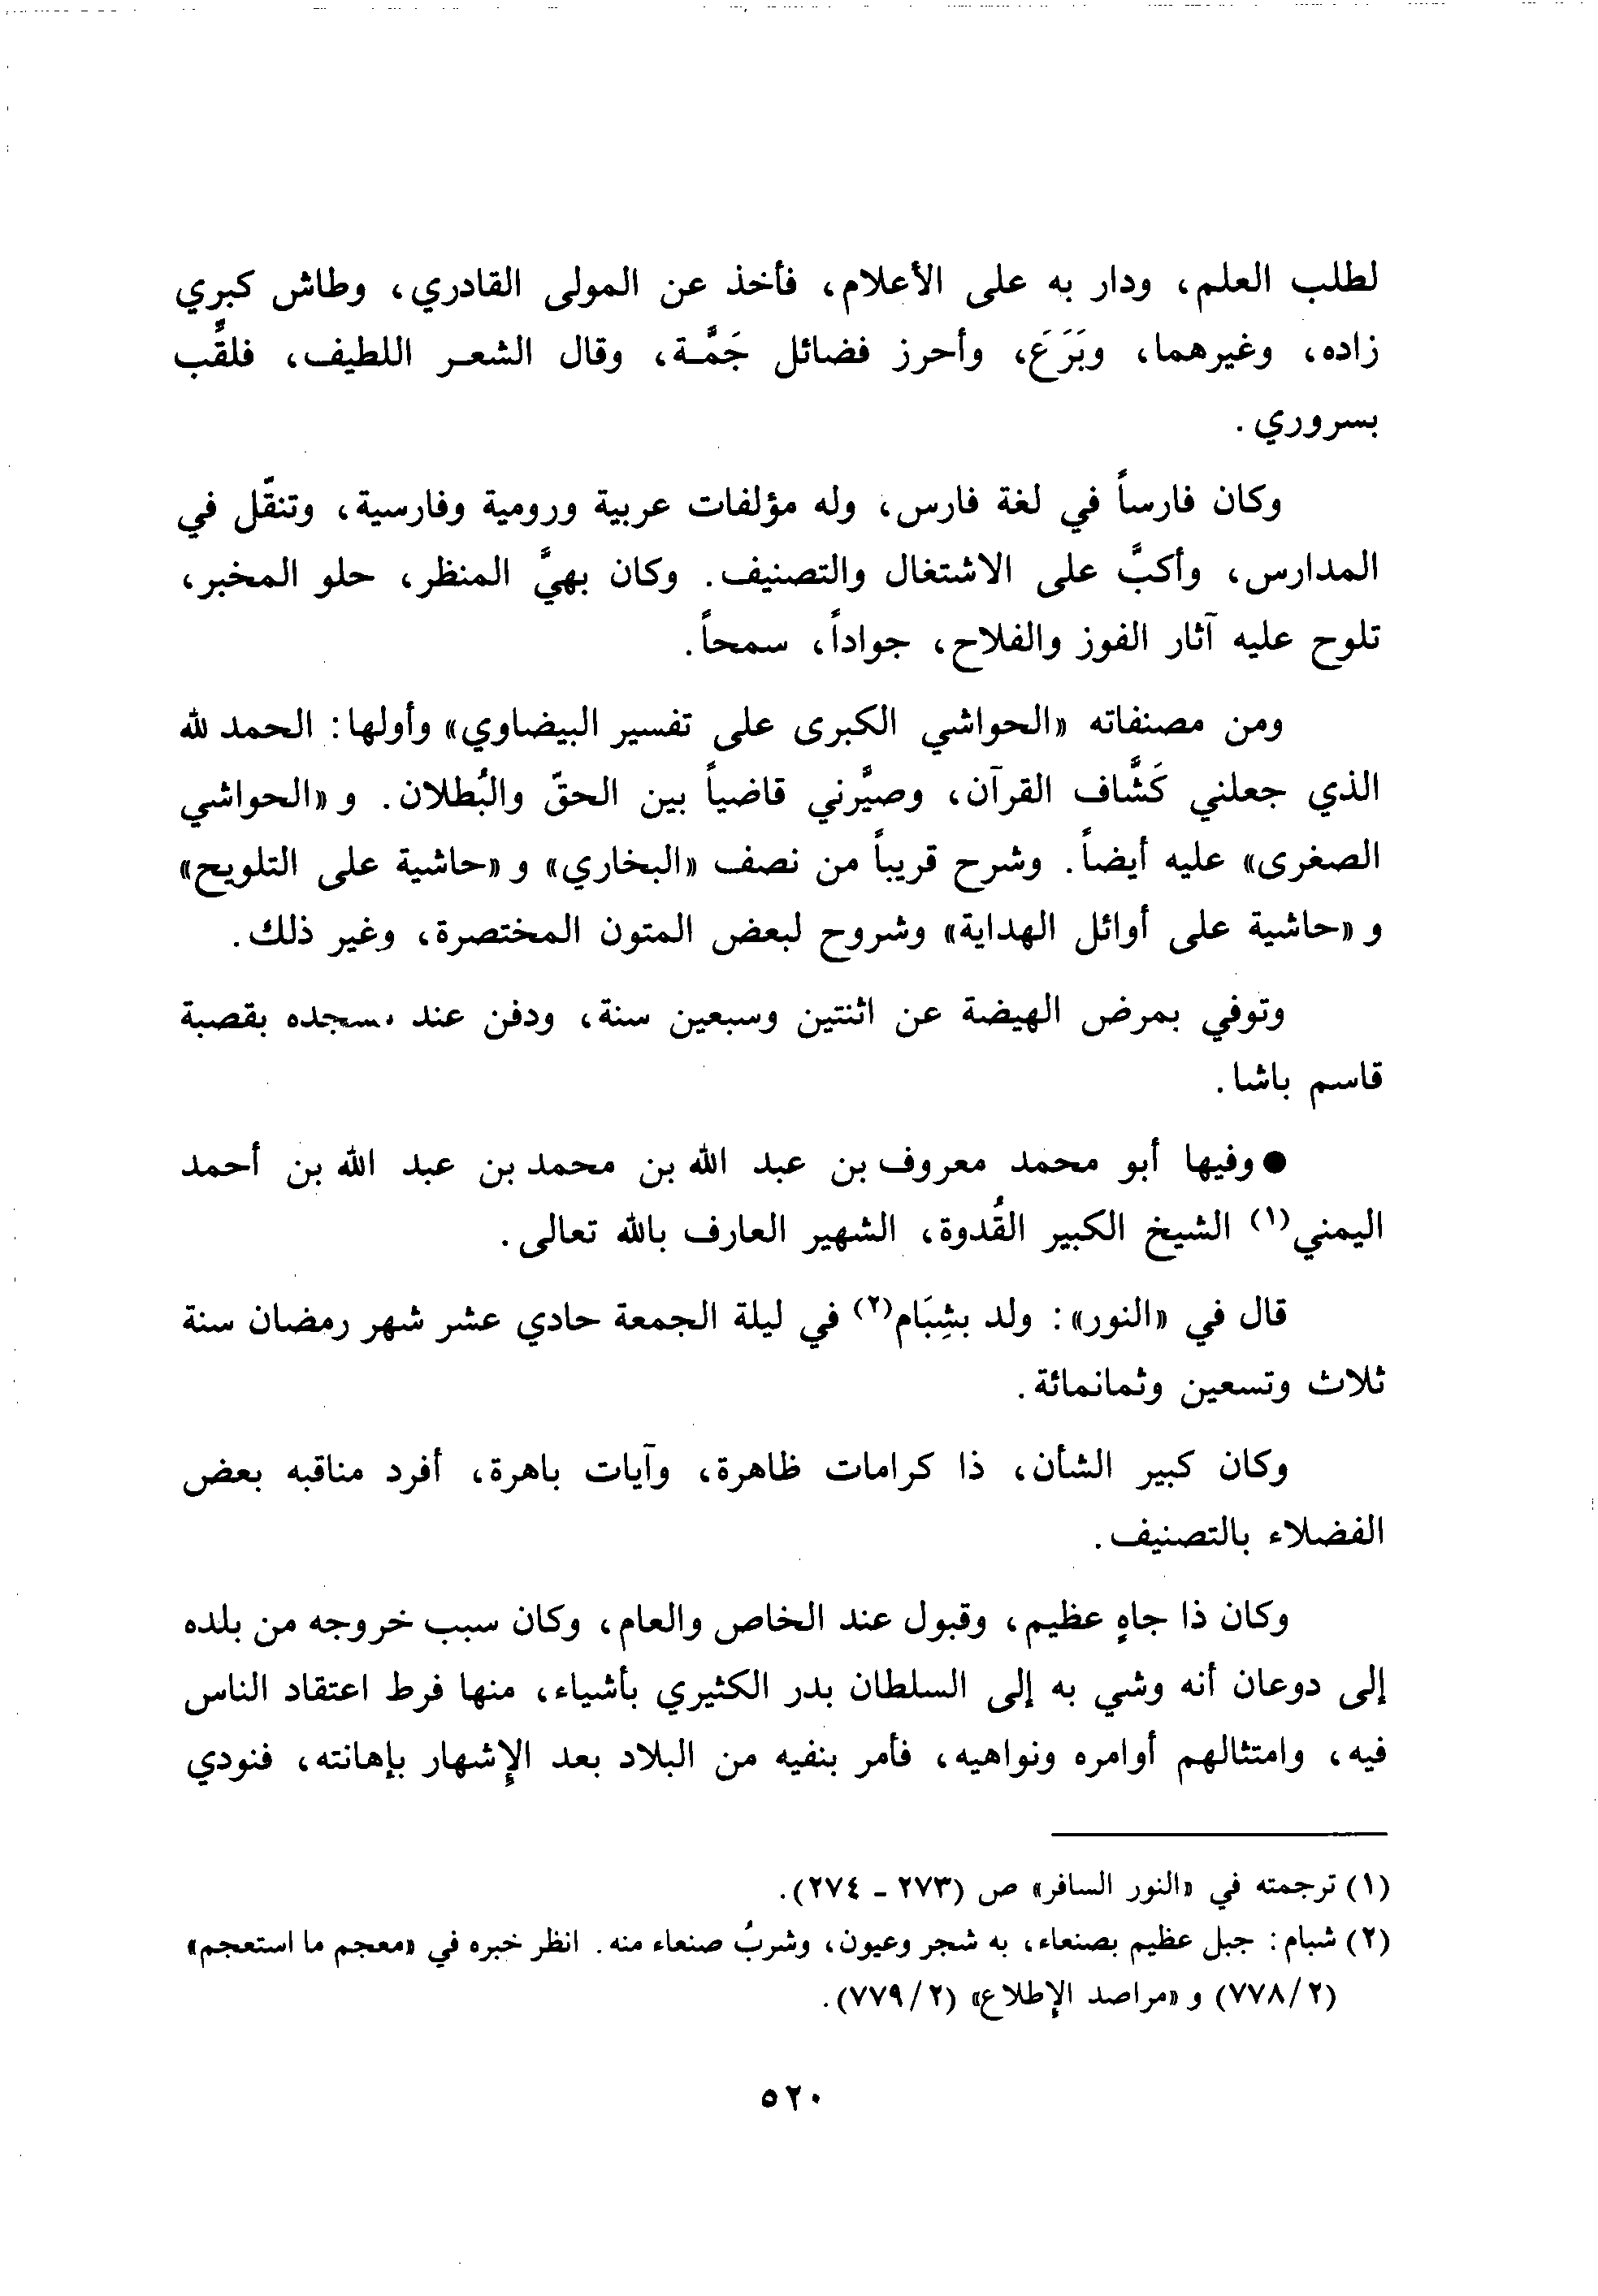 لطلب العلم، ودار به على الأعلام، فأخذ عن المولى القادري، وطاش كبري
زاده، وغيرهما، وبَرَعَ، وأحرز فضائل جَمَّـة، وقال الشعـر اللطيف، فلقِّب
بسروري.
وكان فارساً في لغة فارس، وله مؤلفات عربية ورومية وفارسية، وتنقّل في
المدارس، وأكبَّ على الاشتغال والتصنيف. وكان بهيَّ المنظر، حلو المخبر،
تلوح عليه آثار الفوز والفلاح، جواداً، سمحاً.
ومن مصنفاته «الحواشي الكبرى على تفسير البيضاوي» وأولها: الحمد لله
الذي جعلني كَشَّاف القرآن، وصيَّرني قاضياً بين الحقّ والبُطلان. و «الحواشي
الصغرى» عليه أيضاً. وشرح قريباً من نصف «البخاري» و «حاشية على التلويح»
و «حاشية على أوائل الهداية» وشروح لبعض المتون المختصرة، وغير ذلك.
وتوفي بمرض الهيضة عن اثنتين وسبعين سنة، ودفن عند مسجده بقصبة
قاسم باشا.
● وفيها أبو محمد معروف بن عبد الله بن محمد بن عبد الله بن أحمد
اليمني(١) الشيخ الكبير القُدوة، الشهير العارف بالله تعالى.
قال في «النور»: ولد بشِبَام(٢) في ليلة الجمعة حادي عشر شهر رمضان سنة
ثلاث وتسعين وثمانمائة.
وكان كبير الشأن، ذا كرامات ظاهرة، وآيات باهرة، أفرد مناقبه بعض
الفضلاء بالتصنيف.
وكان ذا جاهٍ عظيم، وقبول عند الخاص والعام، وكان سبب خروجه من بلده
إلى دوعان أنه وشي به إلى السلطان بدر الكثيري بأشياء، منها فرط اعتقاد الناس
فيه، وامتثالهم أوامره ونواهيه، فأمر بنفيه من البلاد بعد الإشهار بإهانته، فنودي
(١) ترجمته في «النور السافر» ص (٢٧٣ - ٢٧٤).
(٢) شبام: جبل عظيم بصنعاء، به شجر وعيون، وشربُ صنعاء منه. انظر خبره في «معجم ما استعجم»
(٢/ ٧٧٨) و «مراصد الإطلاع» (٢/ ٧٧٩).
٥٢٠